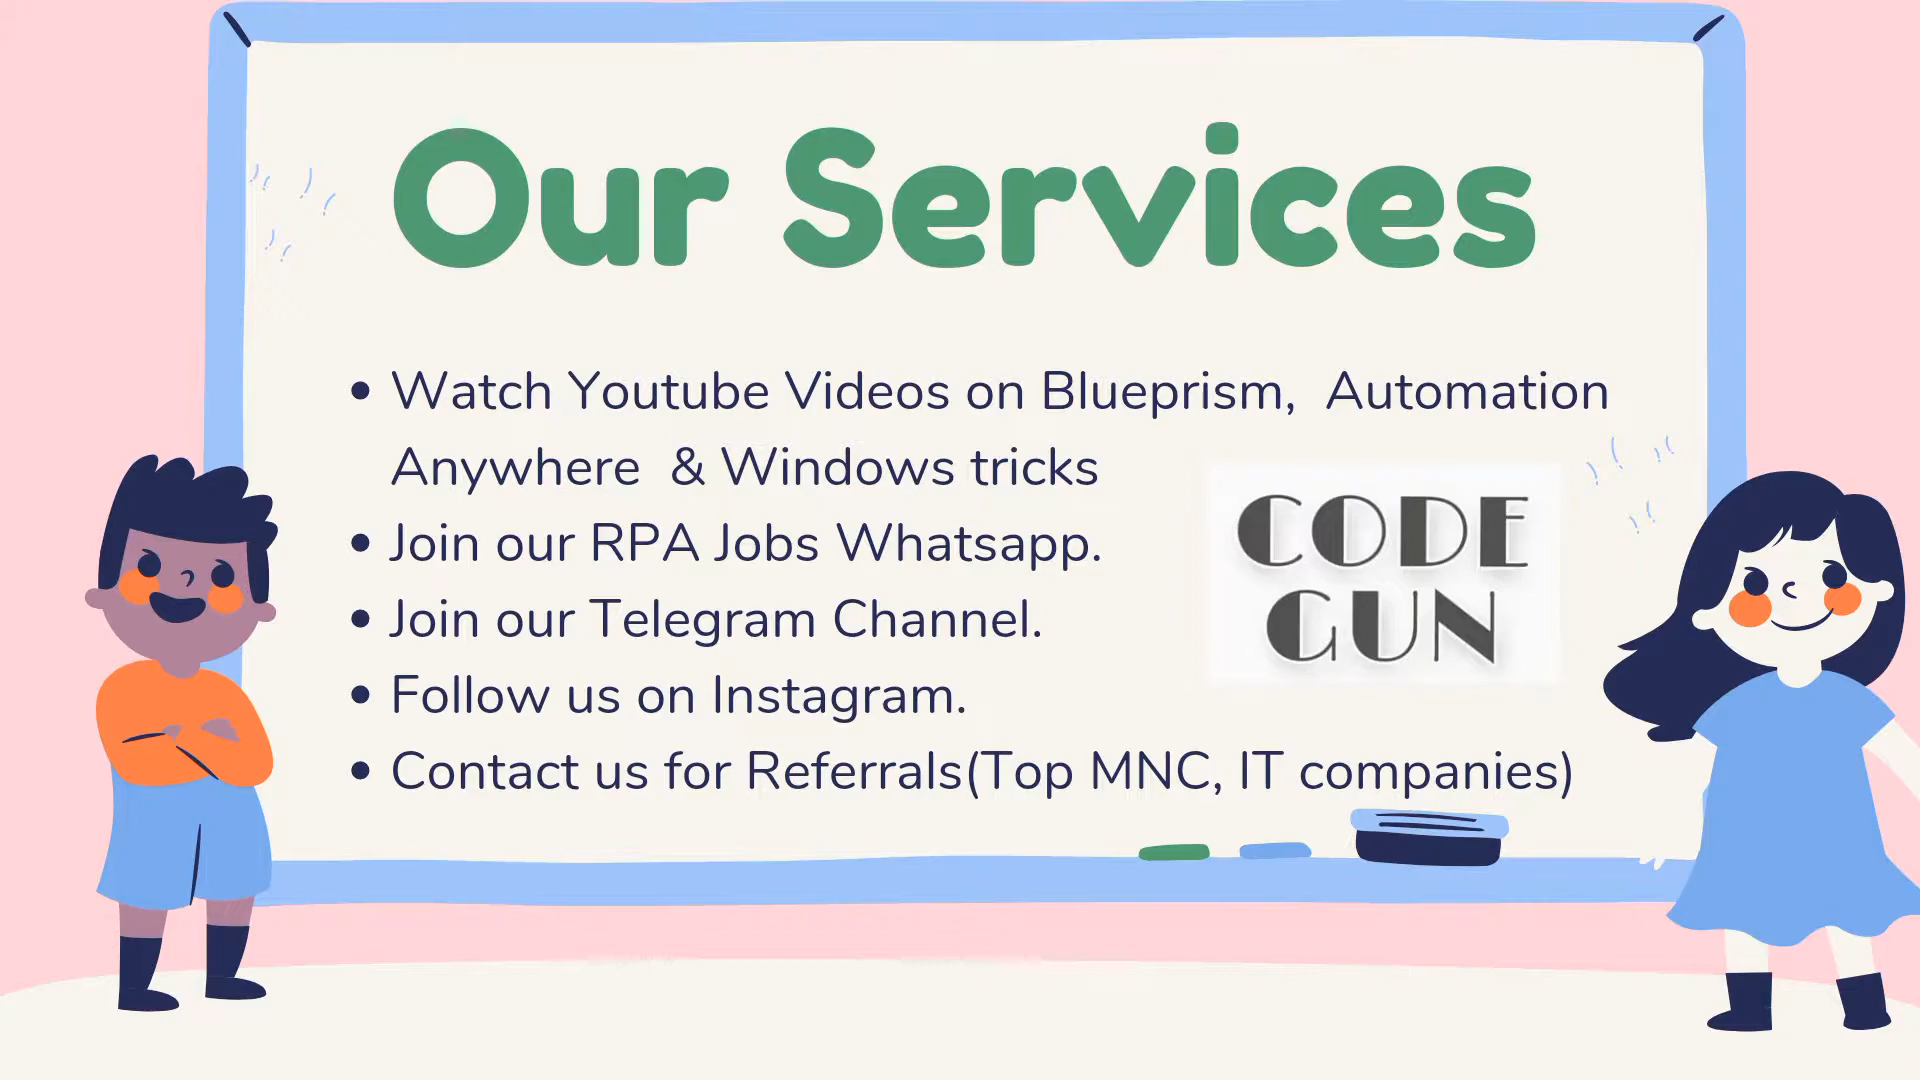 Our Services
• Watch Youtube Videos on Blueprism,  Automation
Anywhere  & Windows tricks
• Join our RPA Jobs Whatsapp.
• Join our Telegram Channel.
• Follow us on Instagram.
• Contact us for Referrals(Top MNC, IT companies)
CODE
GUN